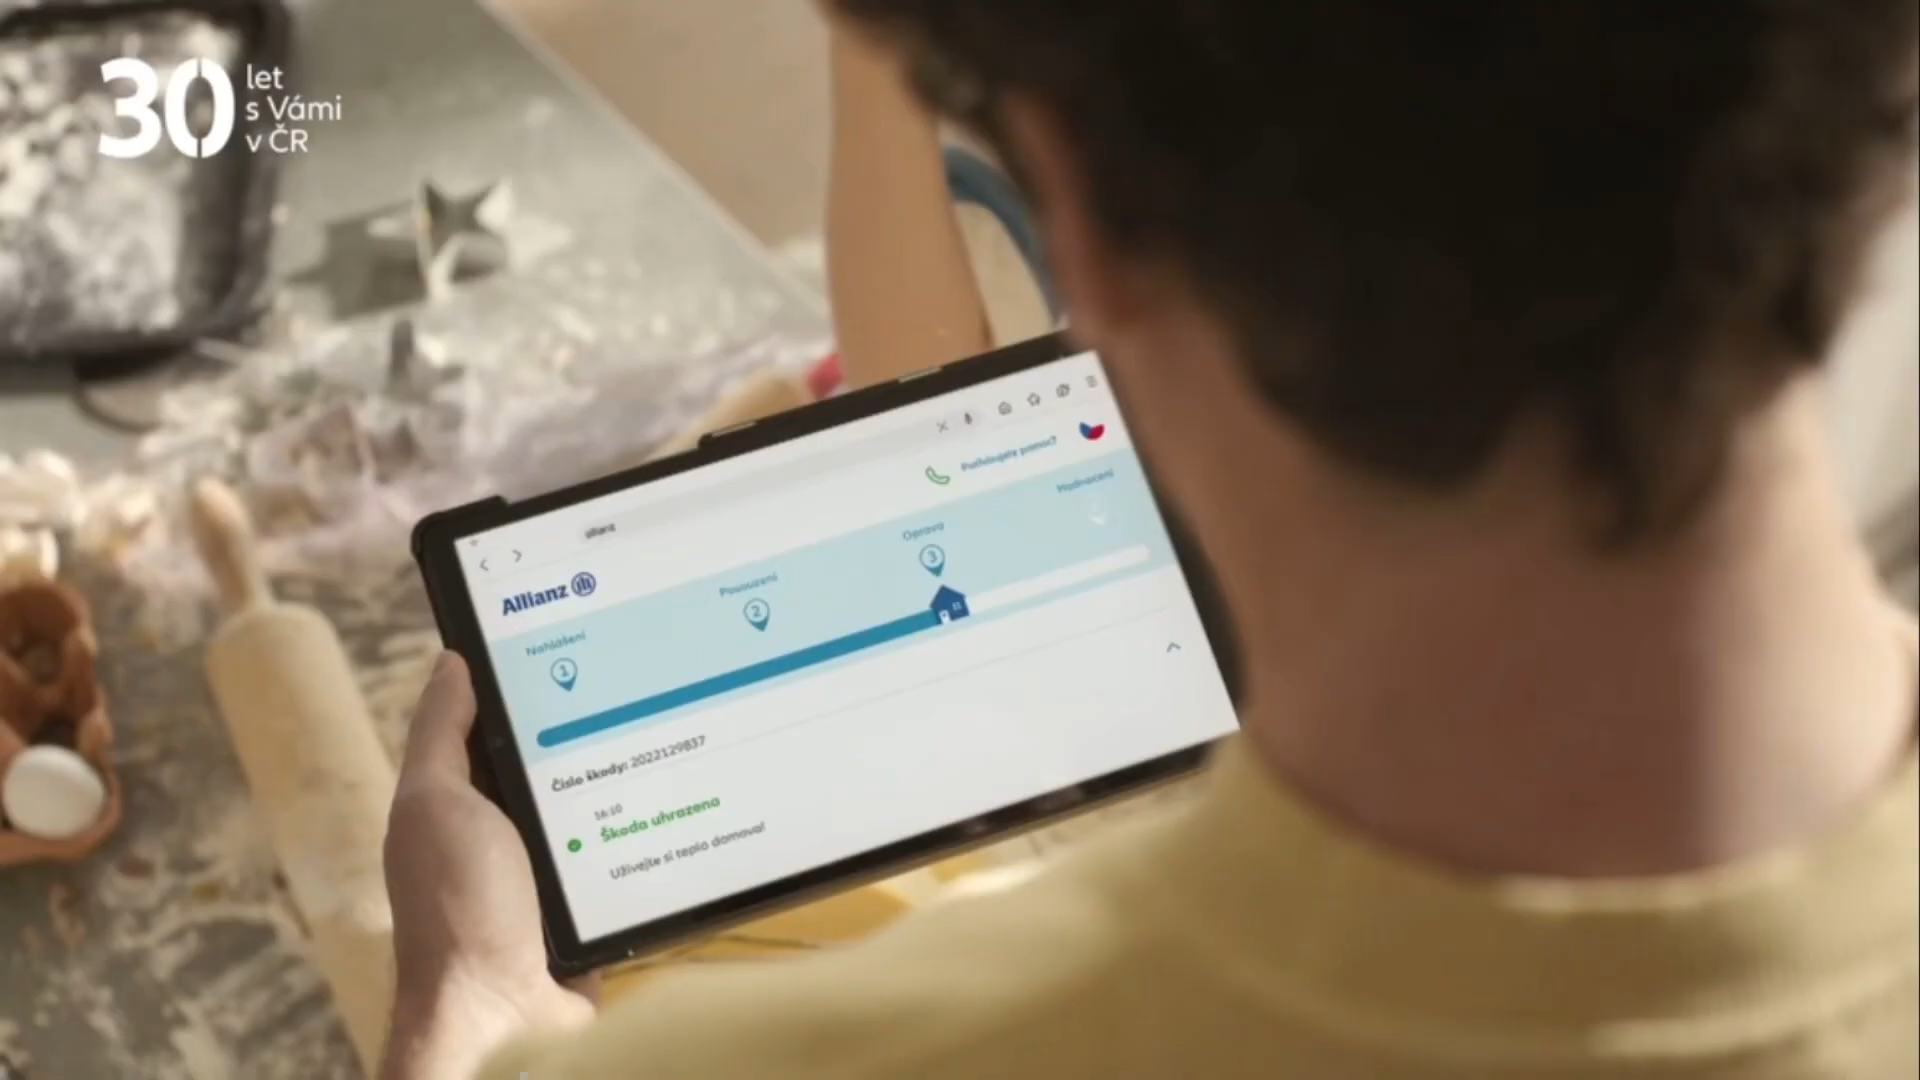 30 let
s Vámi
v ČR
allianz
Potřebujete pomoc?
Allianz
Nahlášení
1
Posouzení
2
Oprava
3
Hodnocení
Číslo škody: 2022129837
16:10
Škoda uhrazena
Užívejte si teplo domova!